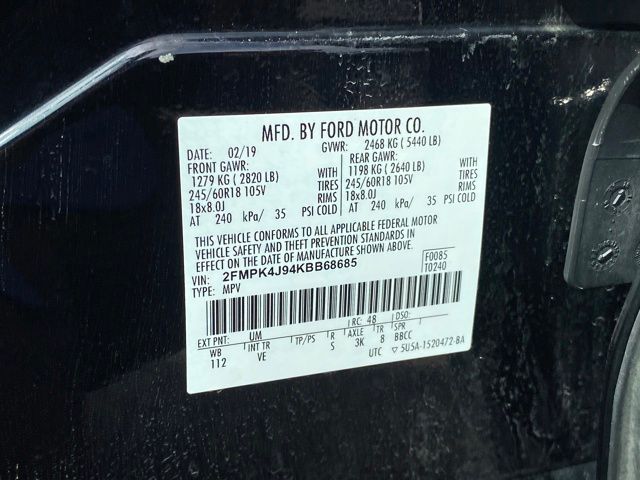 MFD. BY FORD MOTOR CO.
DATE: 02/19 GVWR: 2468 KG ( 5440 LB)
FRONT GAWR: REAR GAWR:
1279 KG ( 2820 LB) WITH 1198 KG ( 2640 LB) WITH
245/60R18 105V TIRES 245/60R18 105V TIRES
18x8.0J RIMS 18x8.0J RIMS
AT 240 kPa/ 35 PSI COLD AT 240 kPa/ 35 PSI COLD
THIS VEHICLE CONFORMS TO ALL APPLICABLE FEDERAL MOTOR
VEHICLE SAFETY AND THEFT PREVENTION STANDARDS IN
EFFECT ON THE DATE OF MANUFACTURE SHOWN ABOVE.
VIN: 2FMPK4J94KBB68685 F0085
TYPE: MPV T0240
EXT PNT: UM RC: 48 DSO:
WB INT TR TP/PS R AXLE TR SPR
112 VE S 3K 8 BBCC
UTC ▽ 5U5A-1520472-BA